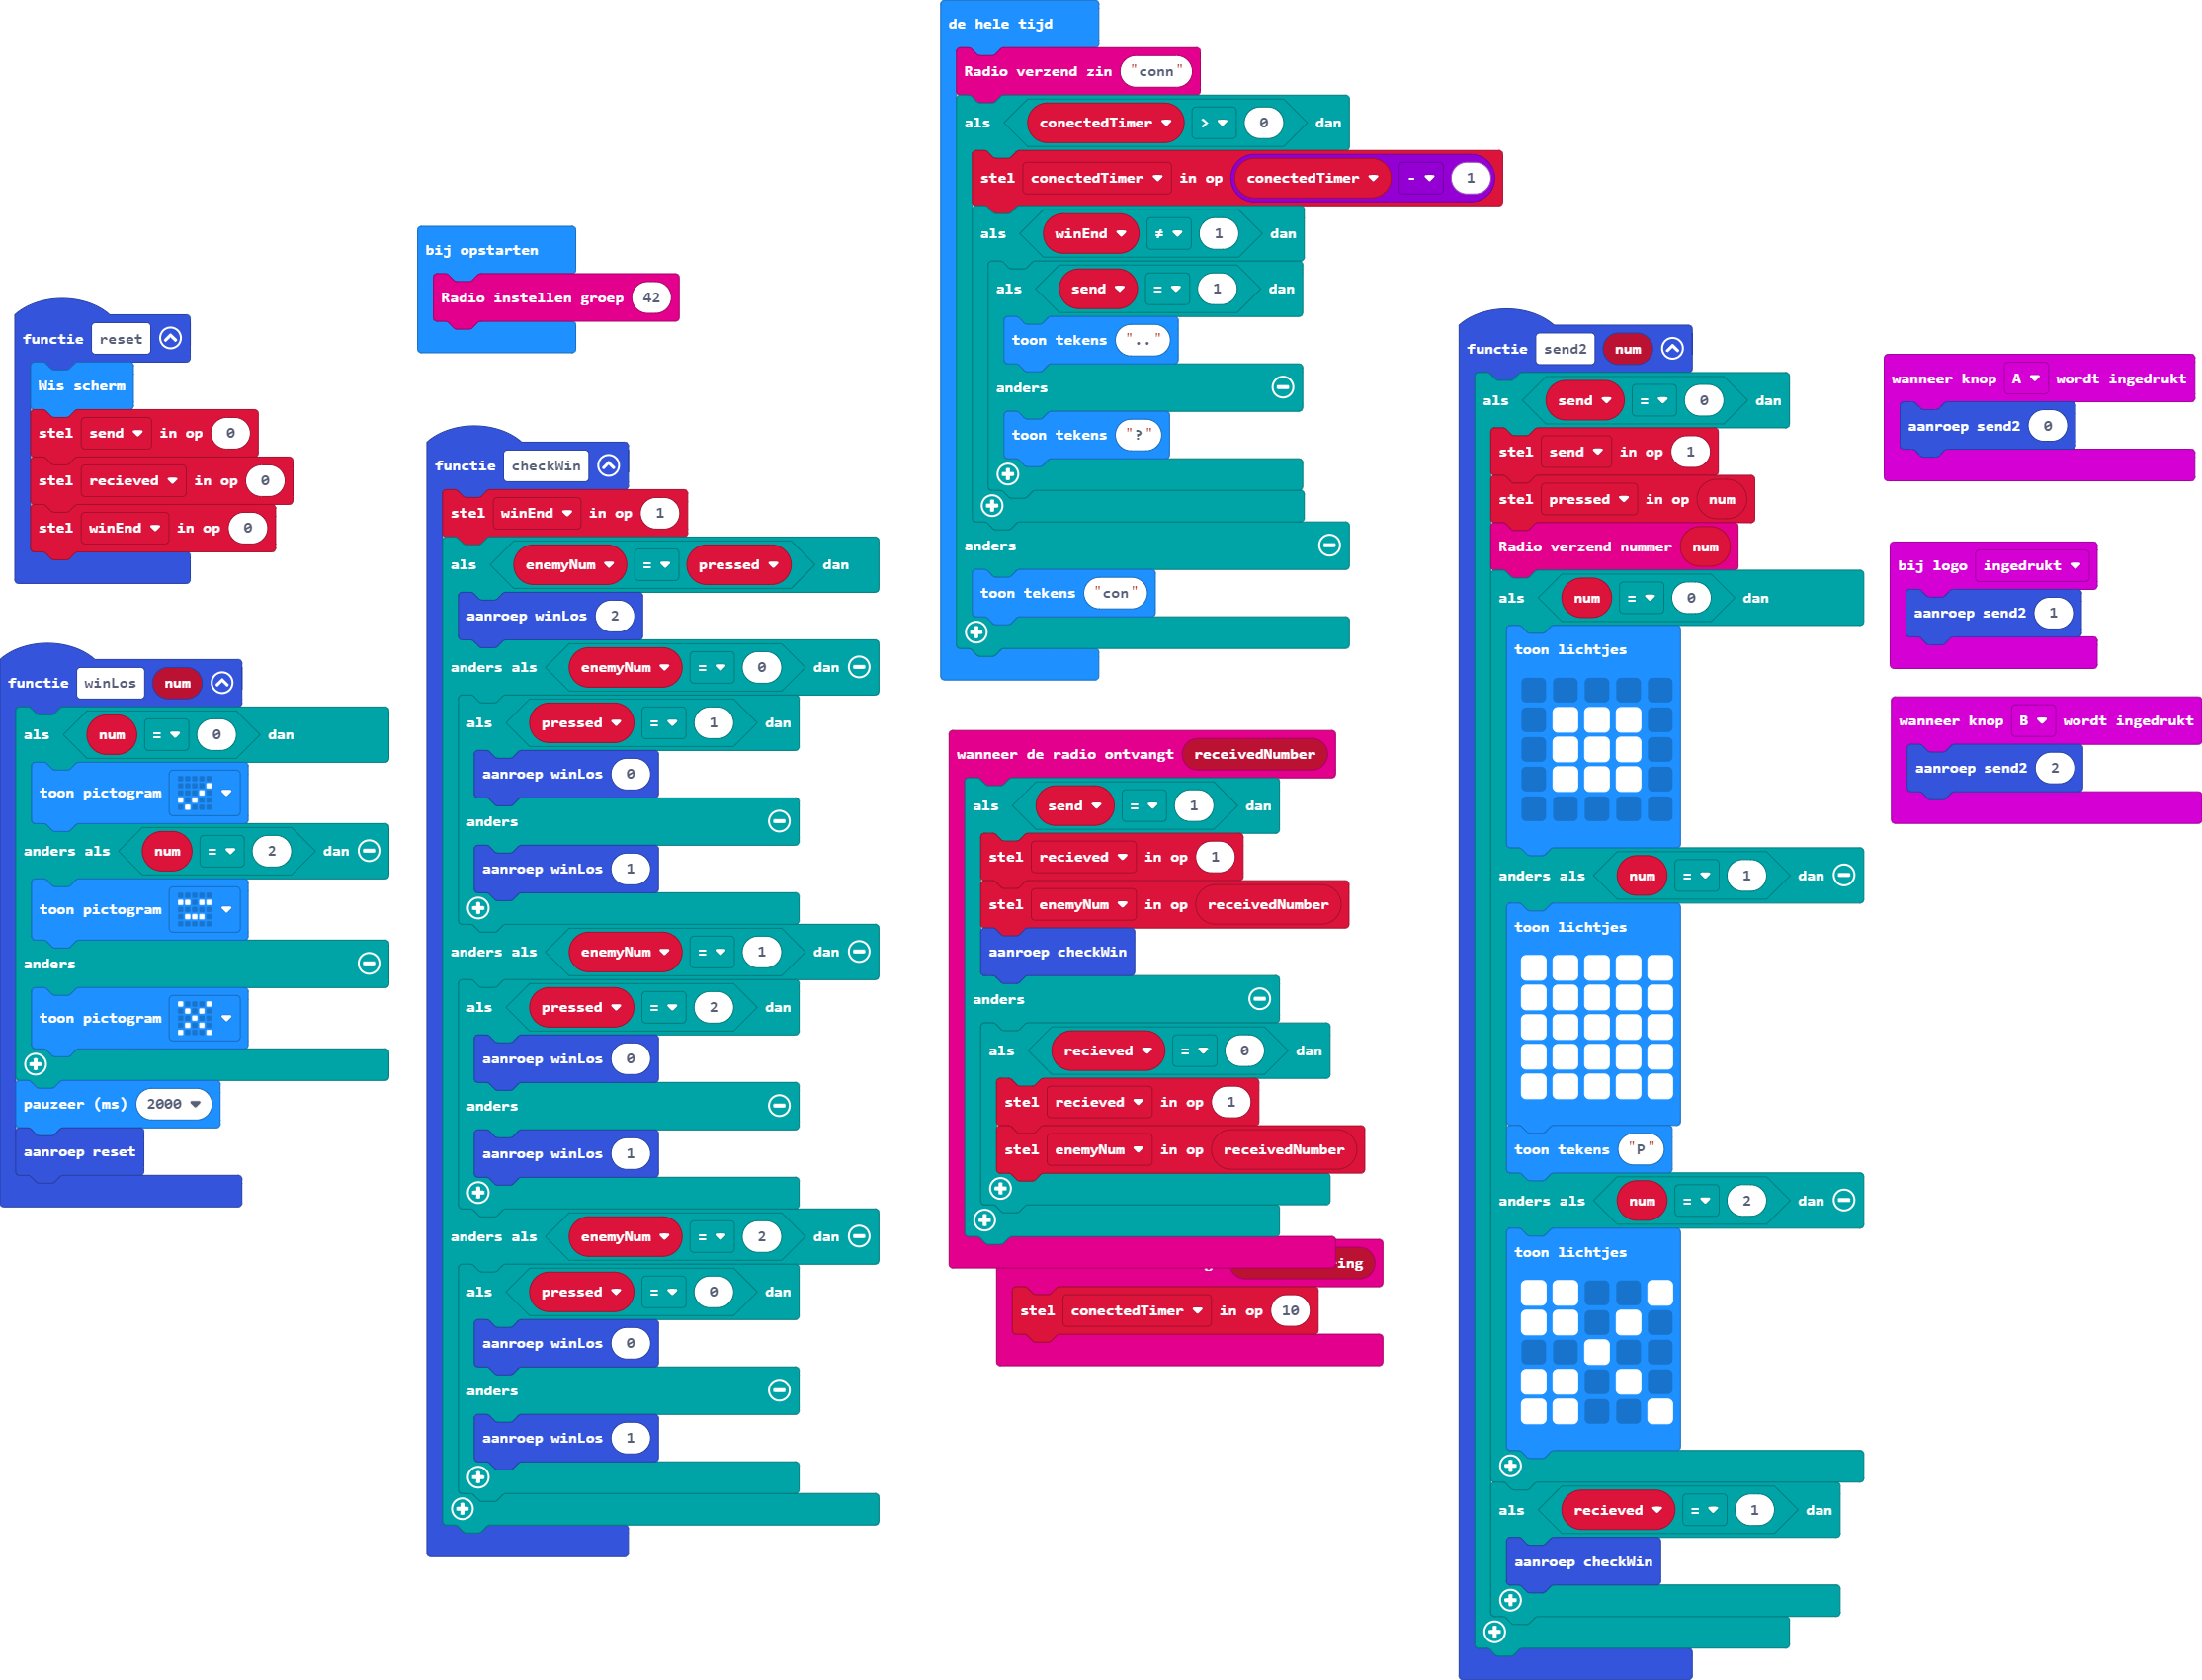 functie reset
Wis scherm
stel send in op 0
stel recieved in op 0
stel winEnd in op 0
functie winLos num
als num = 0 dan
toon pictogram
anders als num = 2 dan
toon pictogram
anders
toon pictogram
pauzeer (ms) 2000
aanroep reset
bij opstarten
Radio instellen groep 42
functie checkWin
stel winEnd in op 1
als enemyNum = pressed dan
aanroep winLos 2
anders als enemyNum = 0 dan
als pressed = 1 dan
aanroep winLos 0
anders
aanroep winLos 1
anders als enemyNum = 1 dan
als pressed = 2 dan
aanroep winLos 0
anders
aanroep winLos 1
anders als enemyNum = 2 dan
als pressed = 0 dan
aanroep winLos 0
anders
aanroep winLos 1
de hele tijd
Radio verzend zin "conn"
als conectedTimer > 0 dan
stel conectedTimer in op conectedTimer - 1
als winEnd ≠ 1 dan
als send = 1 dan
toon tekens ".."
anders
toon tekens "?"
anders
toon tekens "con"
wanneer de radio ontvangt receivedNumber
als send = 1 dan
stel recieved in op 1
stel enemyNum in op receivedNumber
aanroep checkWin
anders
als recieved = 0 dan
stel recieved in op 1
stel enemyNum in op receivedNumber
stel conectedTimer in op 10
functie send2 num
als send = 0 dan
stel send in op 1
stel pressed in op num
Radio verzend nummer num
als num = 0 dan
toon lichtjes
anders als num = 1 dan
toon lichtjes
toon tekens "P"
anders als num = 2 dan
toon lichtjes
als recieved = 1 dan
aanroep checkWin
wanneer knop A wordt ingedrukt
aanroep send2 0
bij logo ingedrukt
aanroep send2 1
wanneer knop B wordt ingedrukt
aanroep send2 2